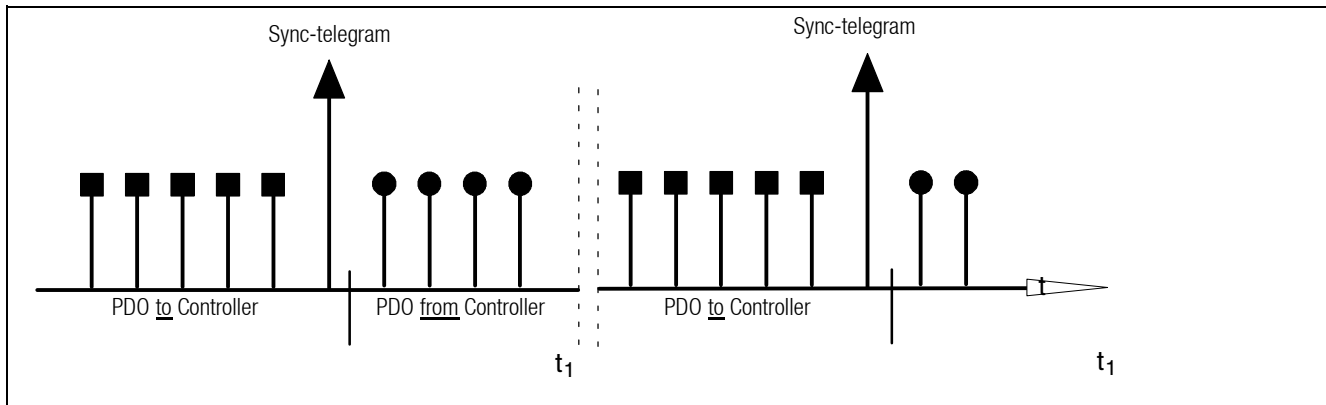 Sync-telegram
Sync-telegram
PDO to Controller
PDO from Controller
PDO to Controller
t
t₁
t₁